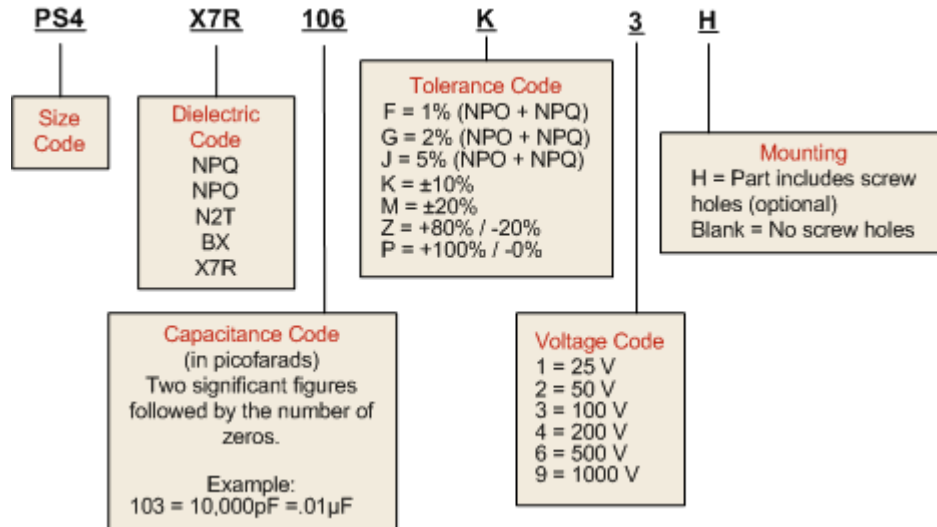 PS4 X7R 106 K 3 H
Size
Code
Dielectric
Code
NPQ
NPO
N2T
BX
X7R
Tolerance Code
F = 1% (NPO + NPQ)
G = 2% (NPO + NPQ)
J = 5% (NPO + NPQ)
K = ±10%
M = ±20%
Z = +80% / -20%
P = +100% / -0%
Mounting
H = Part includes screw
holes (optional)
Blank = No screw holes
Capacitance Code
(in picofarads)
Two significant figures
followed by the number of
zeros.
Example:
103 = 10,000pF =.01µF
Voltage Code
1 = 25 V
2 = 50 V
3 = 100 V
4 = 200 V
6 = 500 V
9 = 1000 V